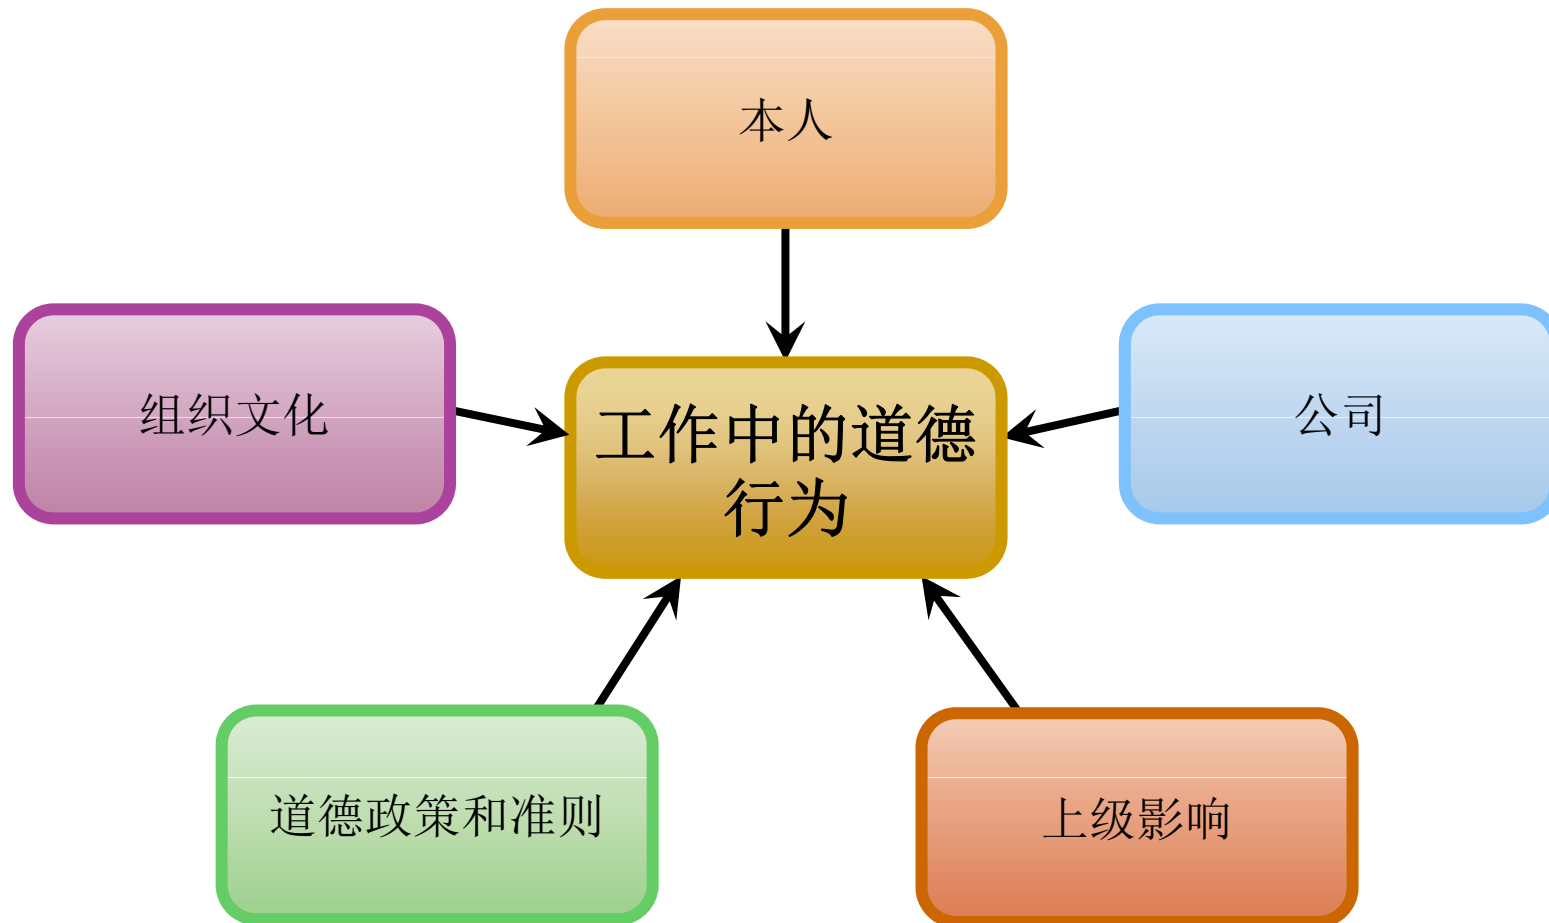 本人
组织文化
公司
工作中的道德
行为
道德政策和准则
上级影响